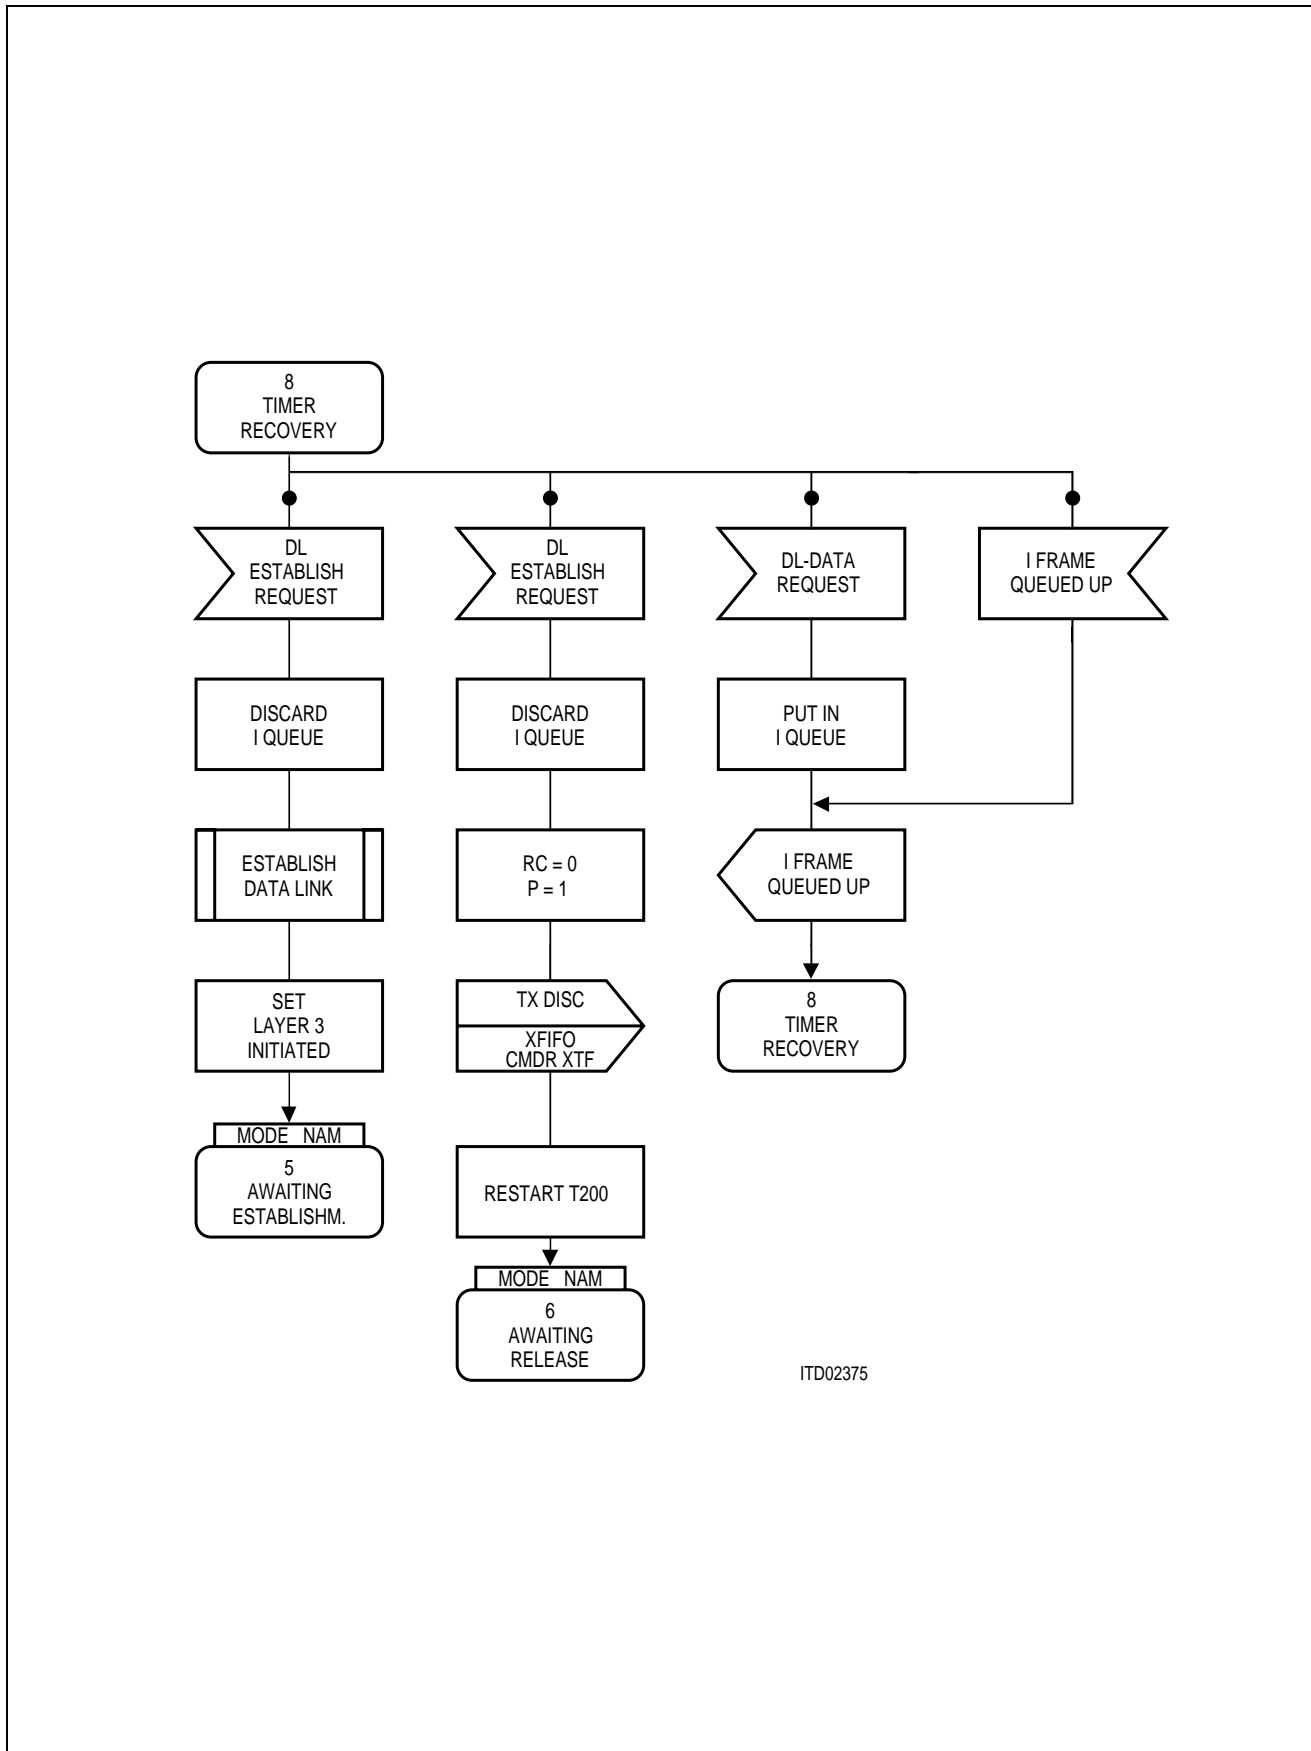 8
TIMER
RECOVERY
DL
ESTABLISH
REQUEST
DL
ESTABLISH
REQUEST
DL-DATA
REQUEST
I FRAME
QUEUED UP
DISCARD
I QUEUE
DISCARD
I QUEUE
PUT IN
I QUEUE
ESTABLISH
DATA LINK
RC = 0
P = 1
I FRAME
QUEUED UP
SET
LAYER 3
INITIATED
TX DISC
XFIFO
CMDR XTF
8
TIMER
RECOVERY
MODE NAM
5
AWAITING
ESTABLISHM.
RESTART T200
MODE NAM
6
AWAITING
RELEASE
ITD02375